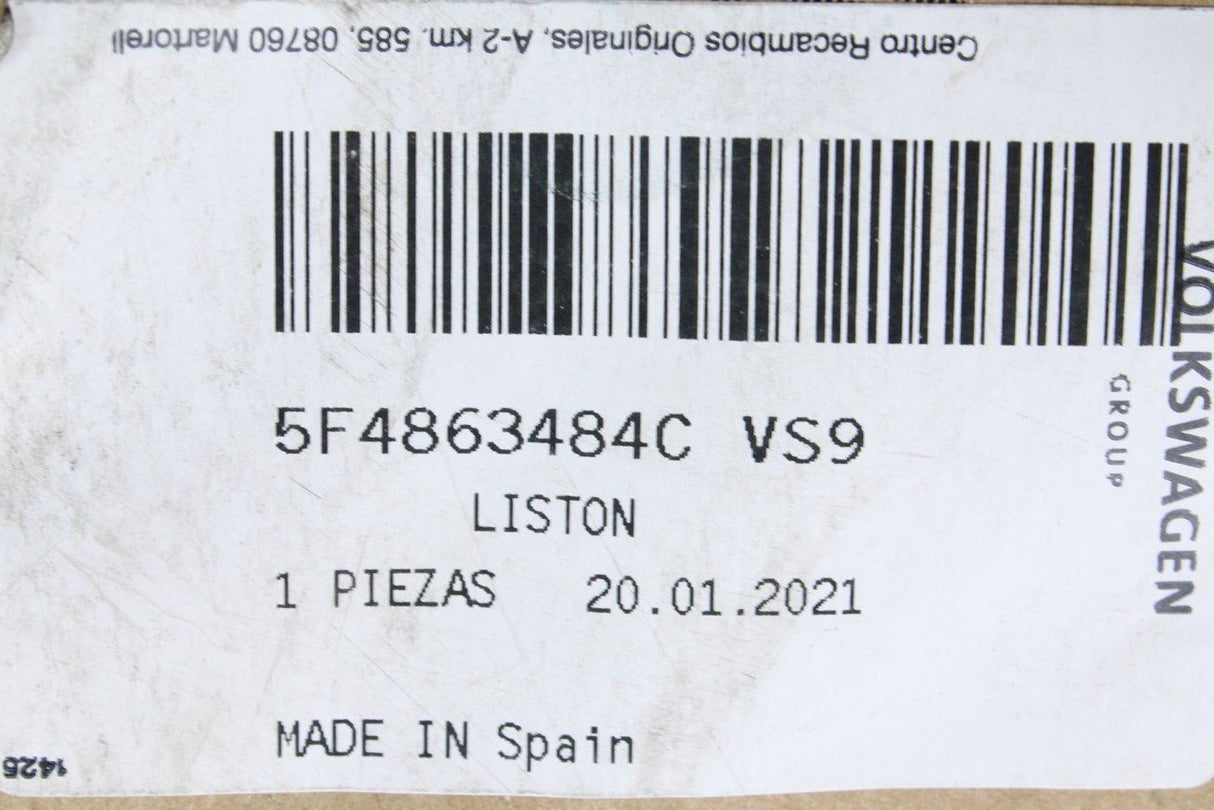 Centro Recambios Originales, A-2 km. 585, 08760 Martorell
5F4863484C VS9
LISTON
1 PIEZAS 20.01.2021
MADE IN Spain
VOLKSWAGEN
GROUP
1425